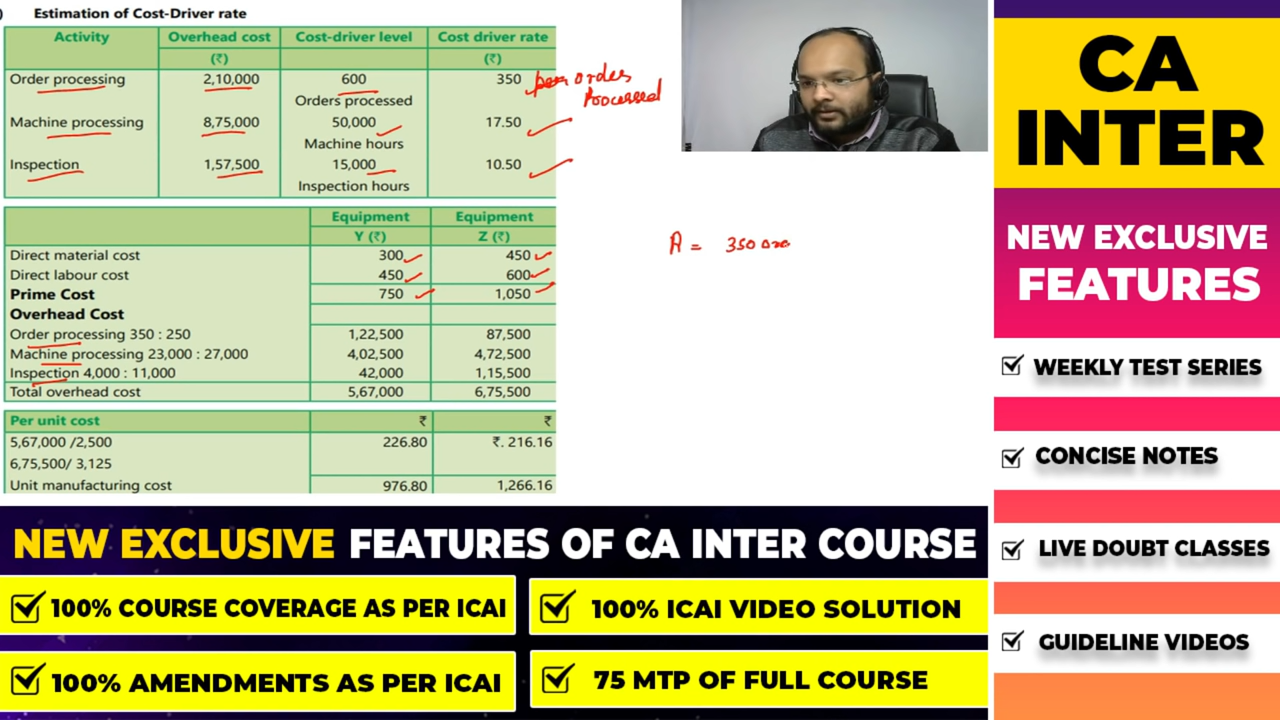 ) Estimation of Cost-Driver rate
Activity Overhead cost Cost-driver level Cost driver rate
(₹) (₹)
Order processing 2,10,000 600 350
Orders processed
Machine processing 8,75,000 50,000 17.50
Machine hours
Inspection 1,57,500 15,000 10.50
Inspection hours
per orders
Processed
Equipment Equipment
Y (₹) Z (₹)
Direct material cost 300 450
Direct labour cost 450 600
Prime Cost 750 1,050
Overhead Cost
Order processing 350 : 250 1,22,500 87,500
Machine processing 23,000 : 27,000 4,02,500 4,72,500
Inspection 4,000 : 11,000 42,000 1,15,500
Total overhead cost 5,67,000 6,75,500
Per unit cost ₹ ₹
5,67,000 /2,500 226.80 ₹. 216.16
6,75,500/ 3,125
Unit manufacturing cost 976.80 1,266.16
A = 350
CA
INTER
NEW EXCLUSIVE
FEATURES
WEEKLY TEST SERIES
CONCISE NOTES
LIVE DOUBT CLASSES
GUIDELINE VIDEOS
NEW EXCLUSIVE FEATURES OF CA INTER COURSE
100% COURSE COVERAGE AS PER ICAI
100% ICAI VIDEO SOLUTION
100% AMENDMENTS AS PER ICAI
75 MTP OF FULL COURSE